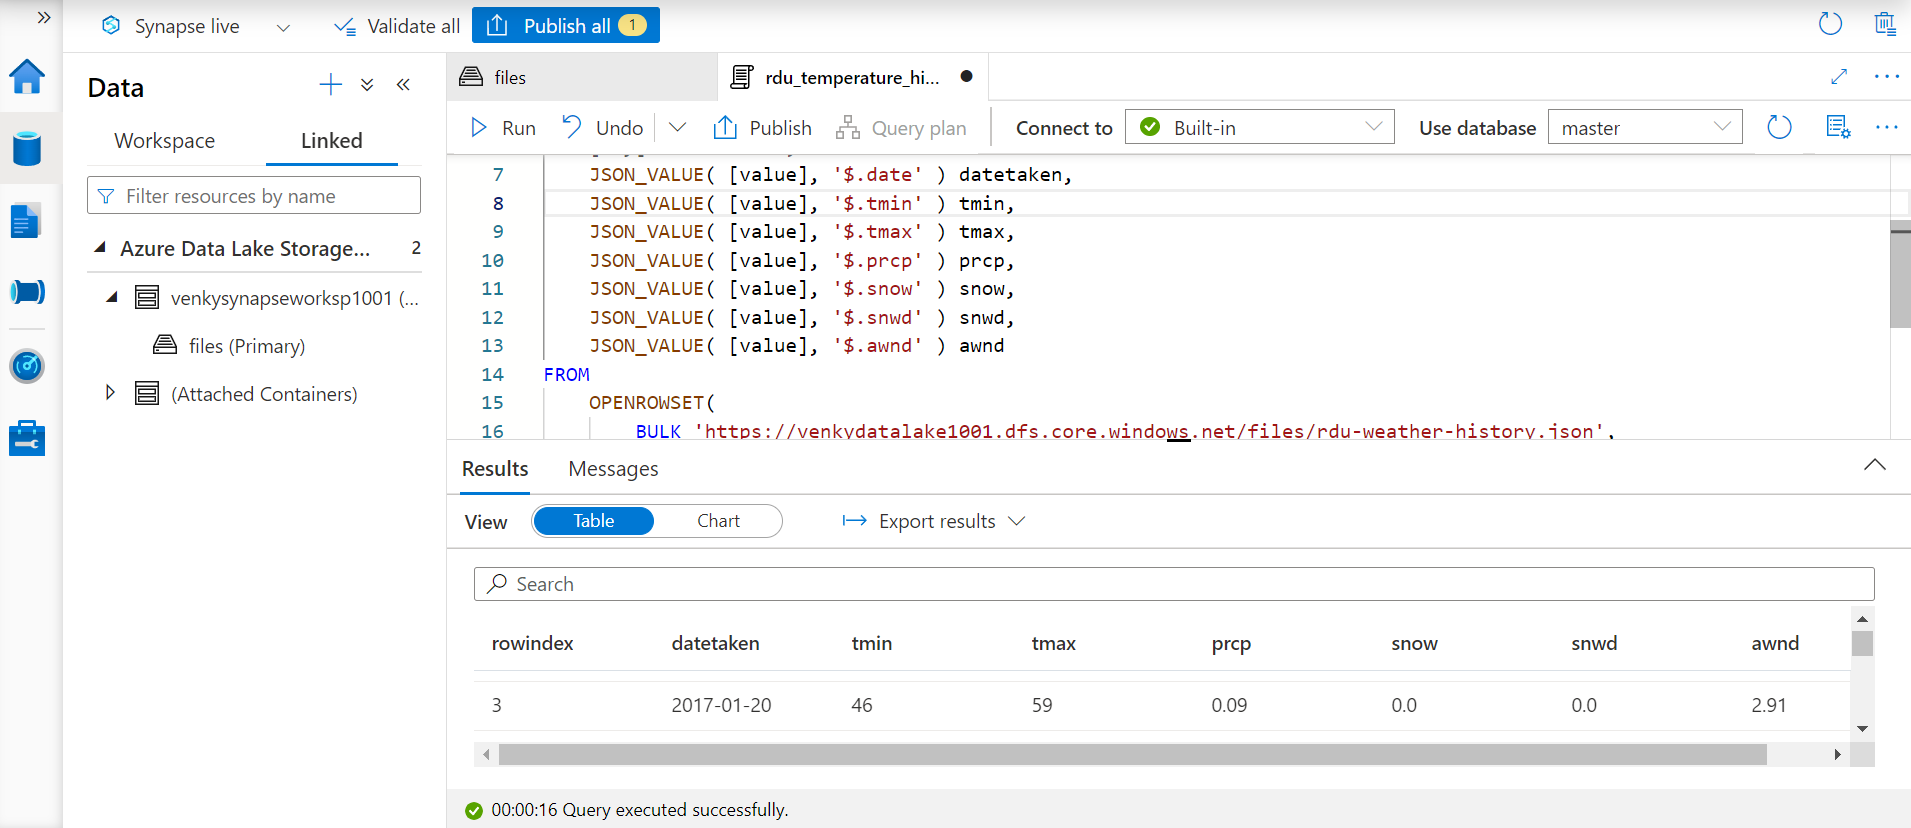 Synapse live
Validate all
Publish all 1
Data
Workspace
Linked
Filter resources by name
Azure Data Lake Storage... 2
venkysynapseworksp1001 (...
files (Primary)
(Attached Containers)
files
rdu_temperature_hi...
Run
Undo
Publish
Query plan
Connect to
Built-in
Use database
master
7 JSON_VALUE( [value], '$.date' ) datetaken,
8 JSON_VALUE( [value], '$.tmin' ) tmin,
9 JSON_VALUE( [value], '$.tmax' ) tmax,
10 JSON_VALUE( [value], '$.prcp' ) prcp,
11 JSON_VALUE( [value], '$.snow' ) snow,
12 JSON_VALUE( [value], '$.snwd' ) snwd,
13 JSON_VALUE( [value], '$.awnd' ) awnd
14 FROM
15 OPENROWSET(
16 BULK 'https://venkydatalake1001.dfs.core.windows.net/files/rdu-weather-history.json',
Results
Messages
View
Table
Chart
Export results
Search
rowindex datetaken tmin tmax prcp snow snwd awnd
3 2017-01-20 46 59 0.09 0.0 0.0 2.91
00:00:16 Query executed successfully.